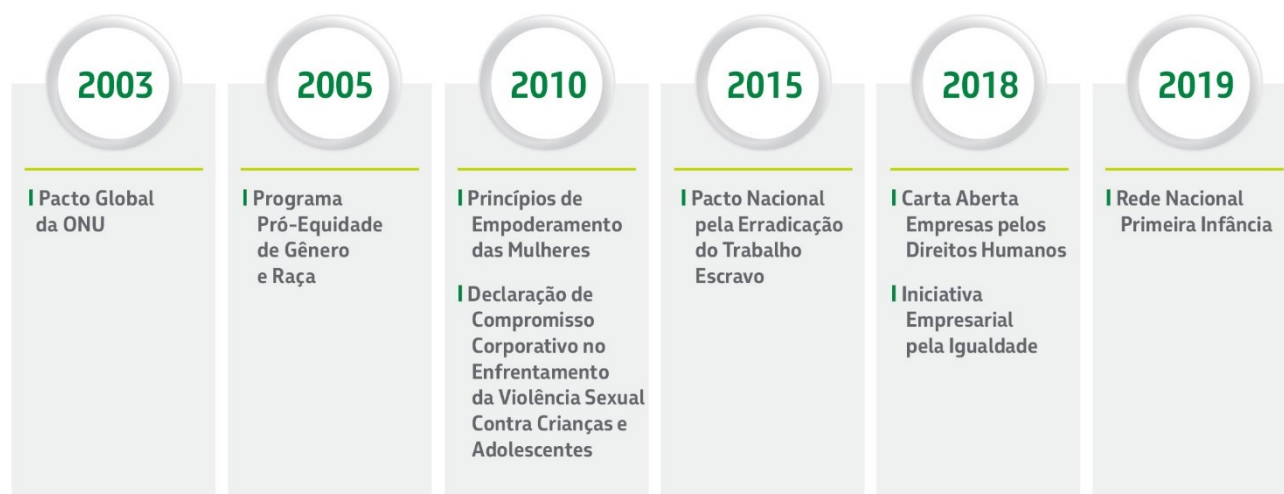 2003
Pacto Global
da ONU
2005
Programa
Pró-Equidade
de Gênero
e Raça
2010
Princípios de
Empoderamento
das Mulheres
Declaração de
Compromisso
Corporativo no
Enfrentamento
da Violência Sexual
Contra Crianças e
Adolescentes
2015
Pacto Nacional
pela Erradicação
do Trabalho
Escravo
2018
Carta Aberta
Empresas pelos
Direitos Humanos
Iniciativa
Empresarial
pela Igualdade
2019
Rede Nacional
Primeira Infância